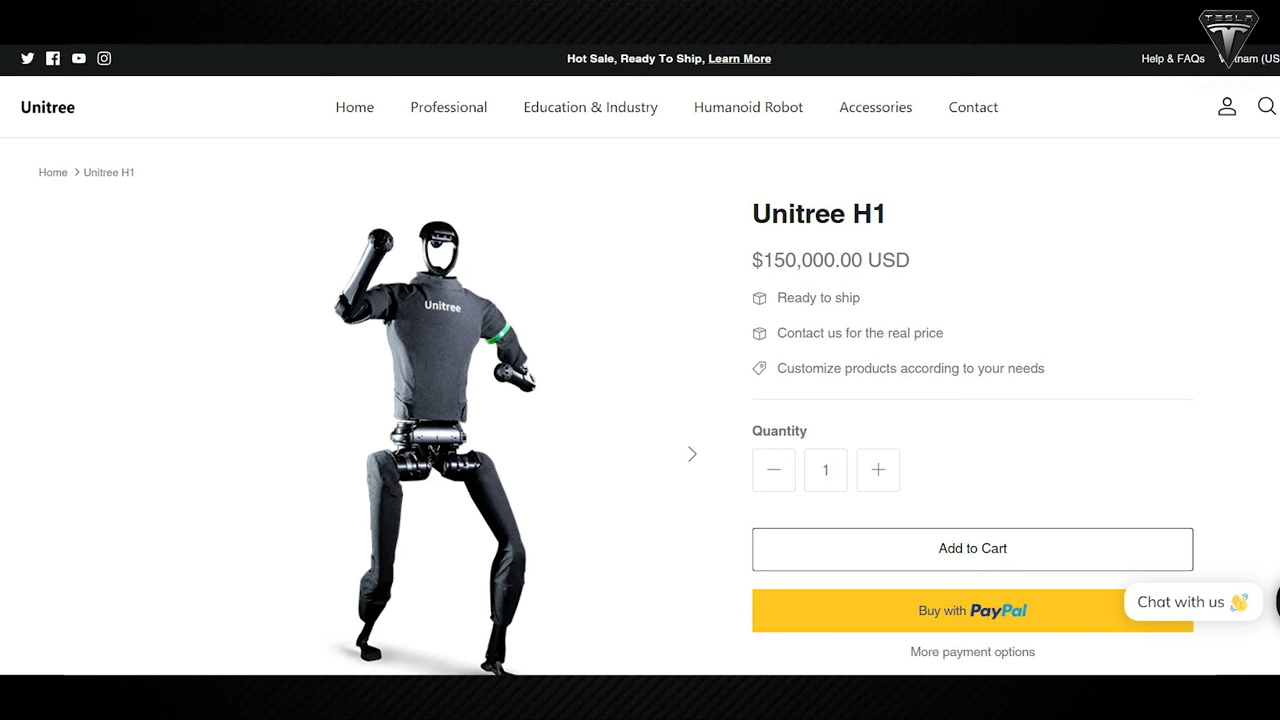 TESLA
Hot Sale, Ready To Ship, Learn More
Help & FAQs
(US
Unitree
Home
Professional
Education & Industry
Humanoid Robot
Accessories
Contact
Home > Unitree H1
Unitree H1
$150,000.00 USD
Ready to ship
Contact us for the real price
Customize products according to your needs
Unitree
Quantity
1
Add to Cart
Buy with PayPal
Chat with us 👋
More payment options